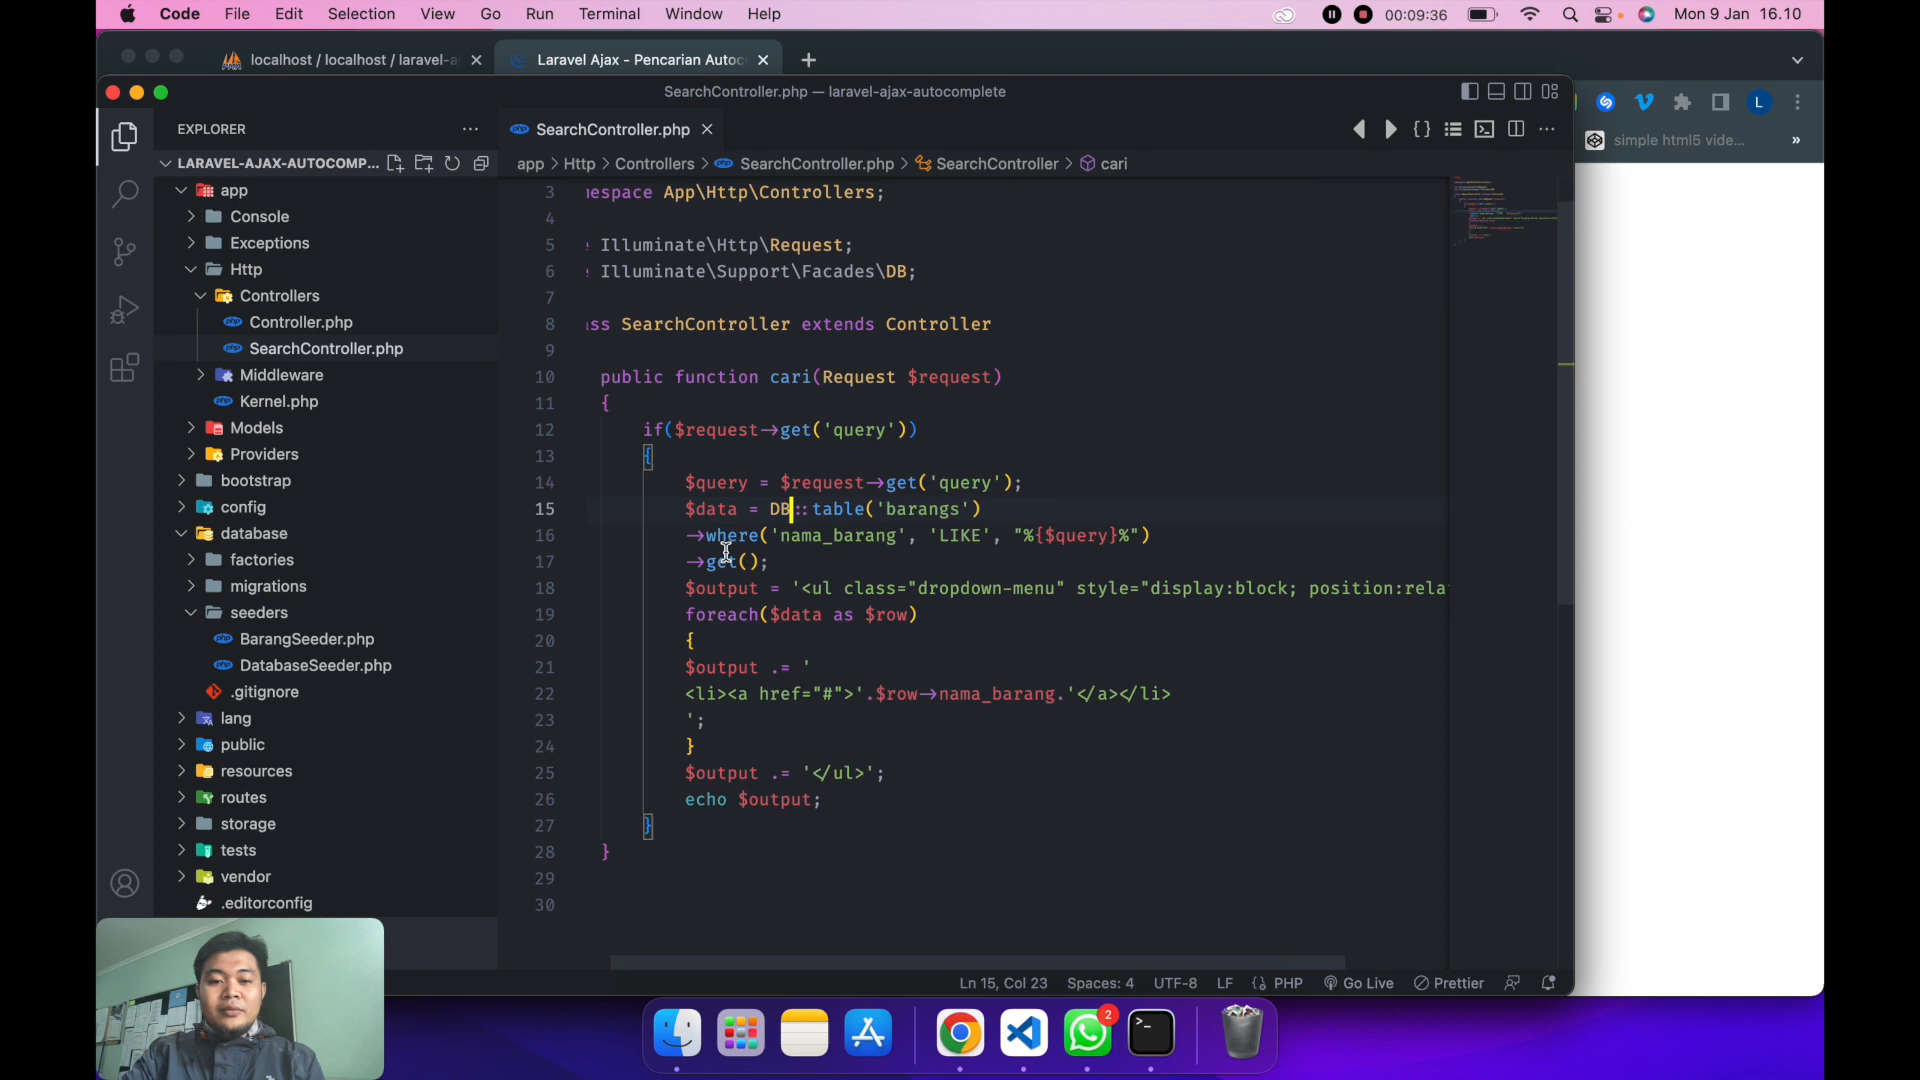 Code File Edit Selection View Go Run Terminal Window Help 00:09:36 Mon 9 Jan 16.10
localhost / localhost / laravel-a
Laravel Ajax - Pencarian Autoc
SearchController.php — laravel-ajax-autocomplete
L
simple html5 vide... »
EXPLORER
SearchController.php
LARAVEL-AJAX-AUTOCOMP...
app > Http > Controllers > SearchController.php > SearchController > cari
app
Console
Exceptions
Http
Controllers
Controller.php
SearchController.php
Middleware
Kernel.php
Models
Providers
bootstrap
config
database
factories
migrations
seeders
BarangSeeder.php
DatabaseSeeder.php
.gitignore
lang
public
resources
routes
storage
tests
vendor
.editorconfig
3 espace App\Http\Controllers;
4
5 Illuminate\Http\Request;
6 Illuminate\Support\Facades\DB;
7
8 ss SearchController extends Controller
9
10 public function cari(Request $request)
11 {
12 if($request->get('query'))
13 {
14 $query = $request->get('query');
15 $data = DB::table('barangs')
16 ->where('nama_barang', 'LIKE', "%{$query}%")
17 ->get();
18 $output = '<ul class="dropdown-menu" style="display:block; position:rela
19 foreach($data as $row)
20 {
21 $output .= '
22 <li><a href="#">'.$row->nama_barang.'</a></li>
23 ';
24 }
25 $output .= '</ul>';
26 echo $output;
27 }
28 }
29
30
Ln 15, Col 23 Spaces: 4 UTF-8 LF {} PHP Go Live Prettier
2